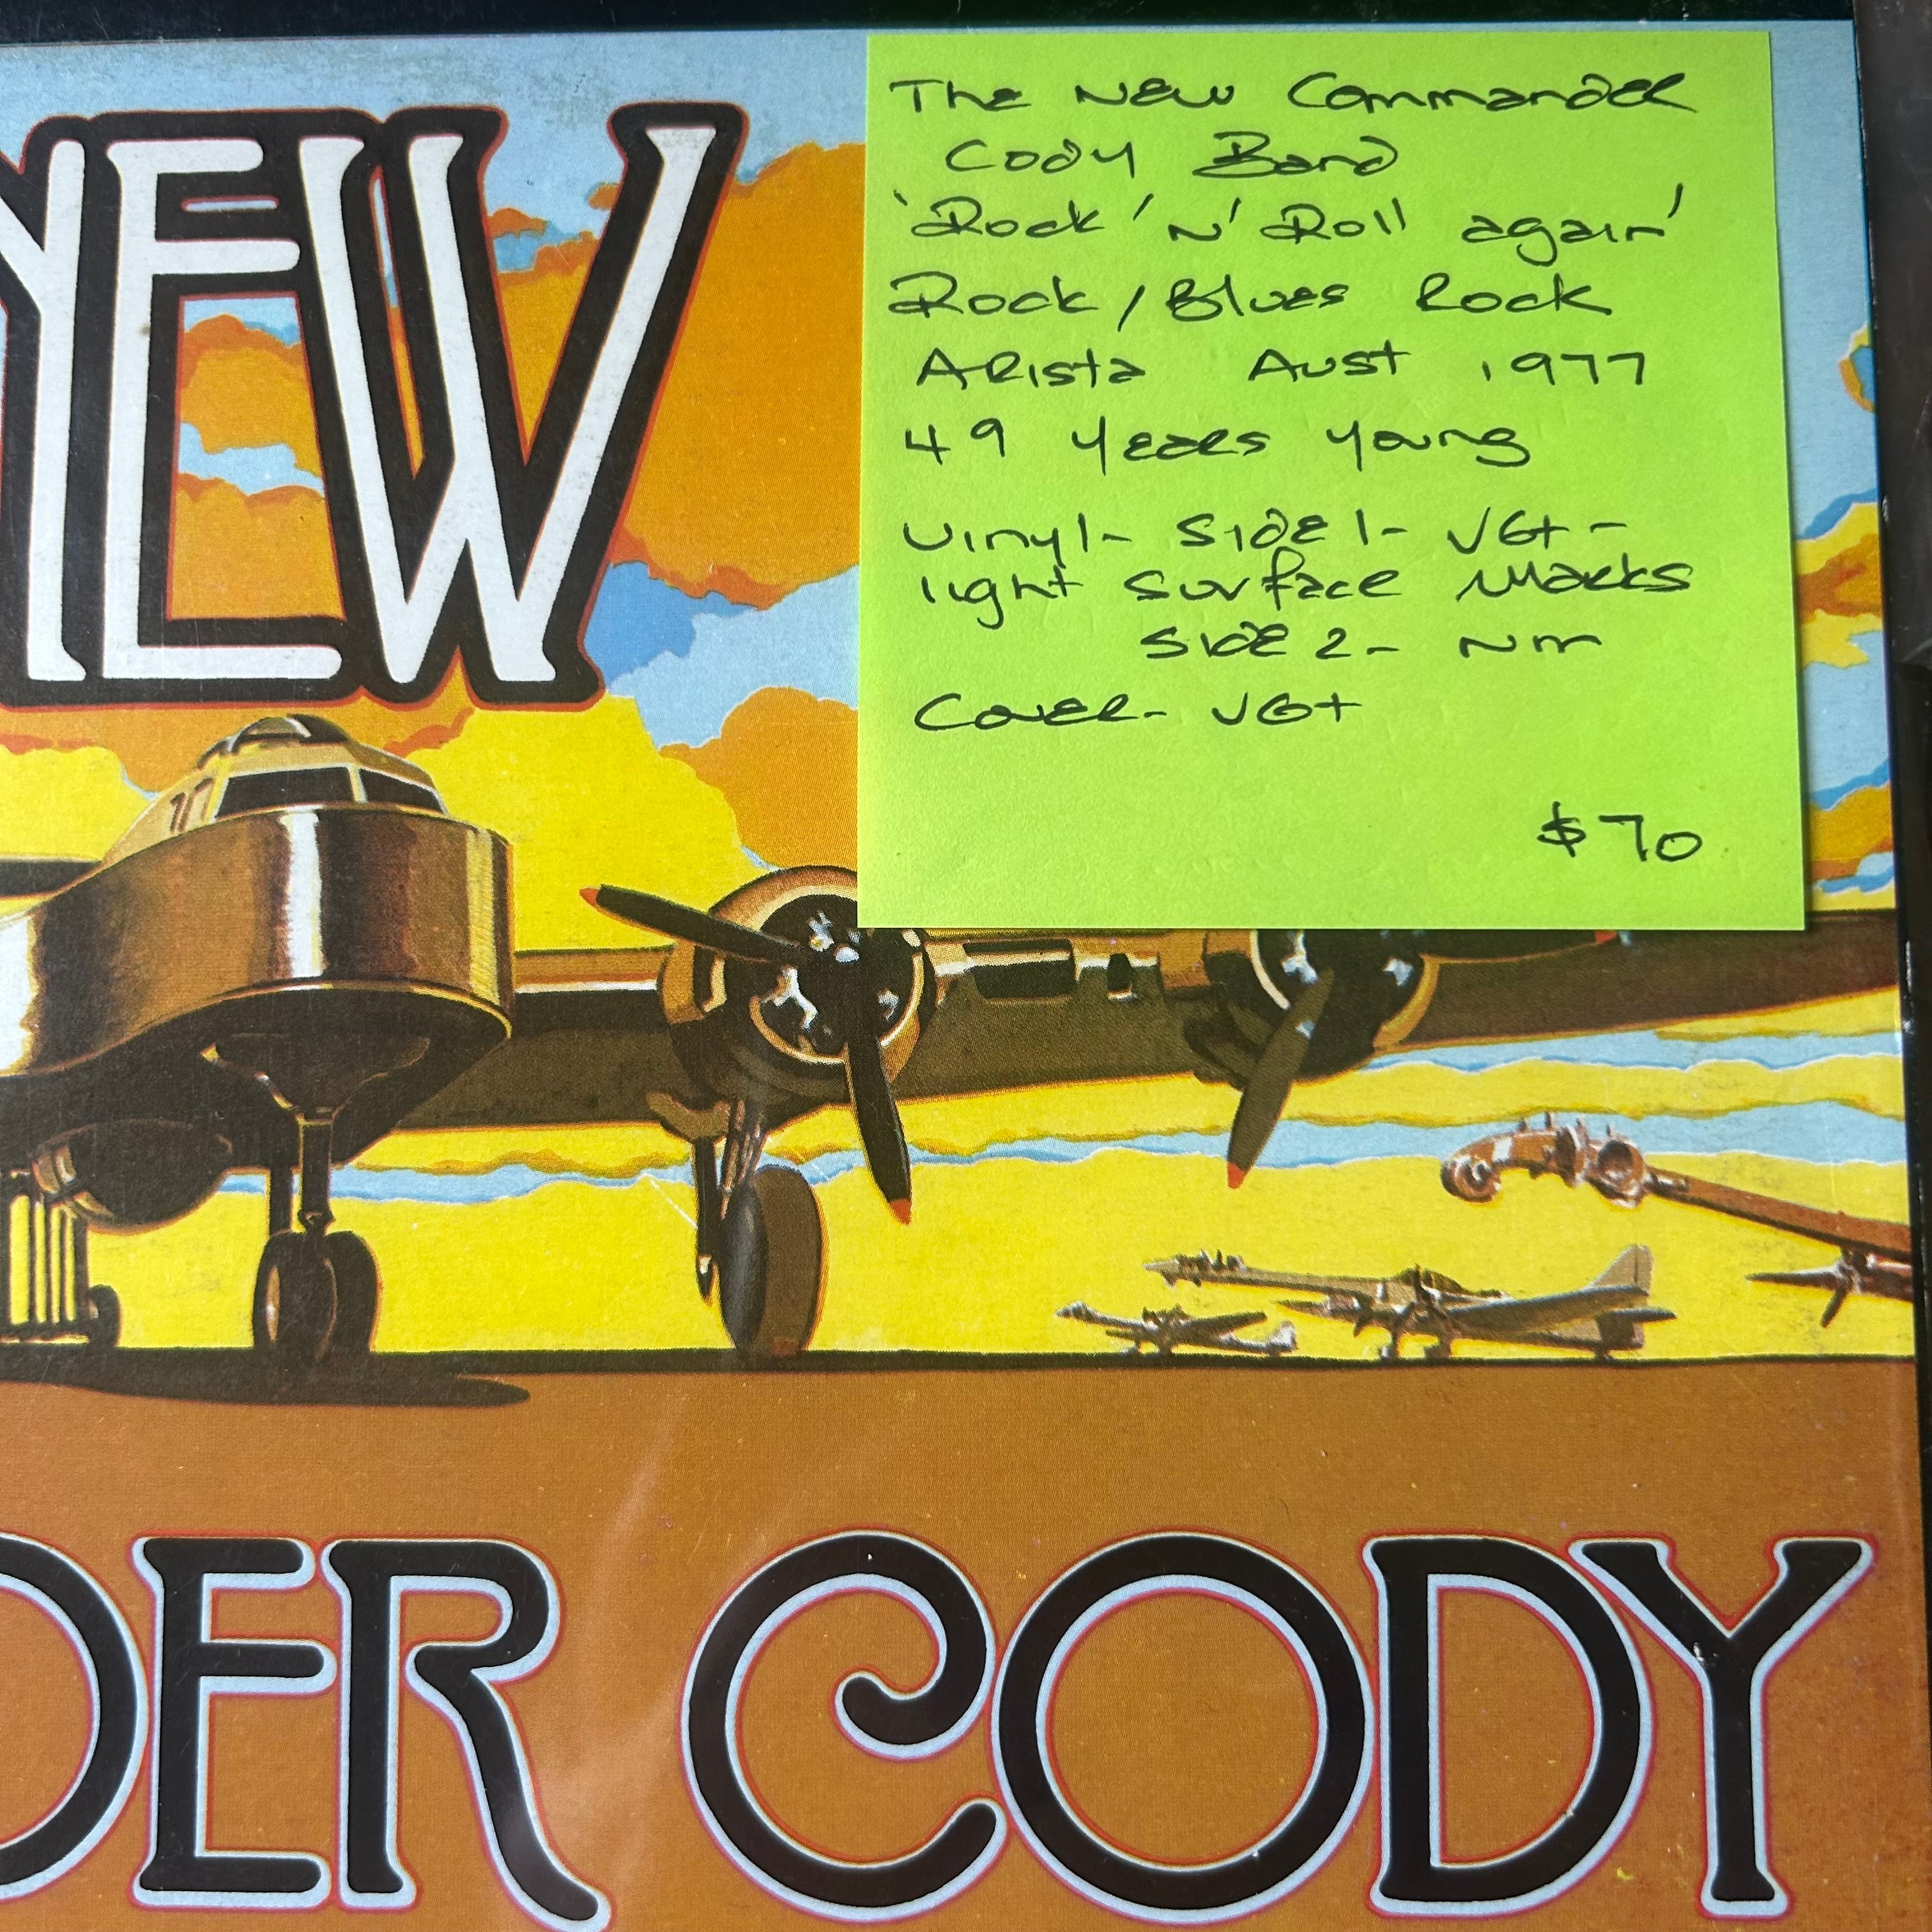 YEW
The New Commander
Cody Band
'Rock 'N' Roll again'
Rock / Blues Rock
Arista Aust 1977
49 years young
Vinyl- Side 1- VG+ -
light surface marks
Side 2- Nm
Cover- VG+
$70
DER CODY